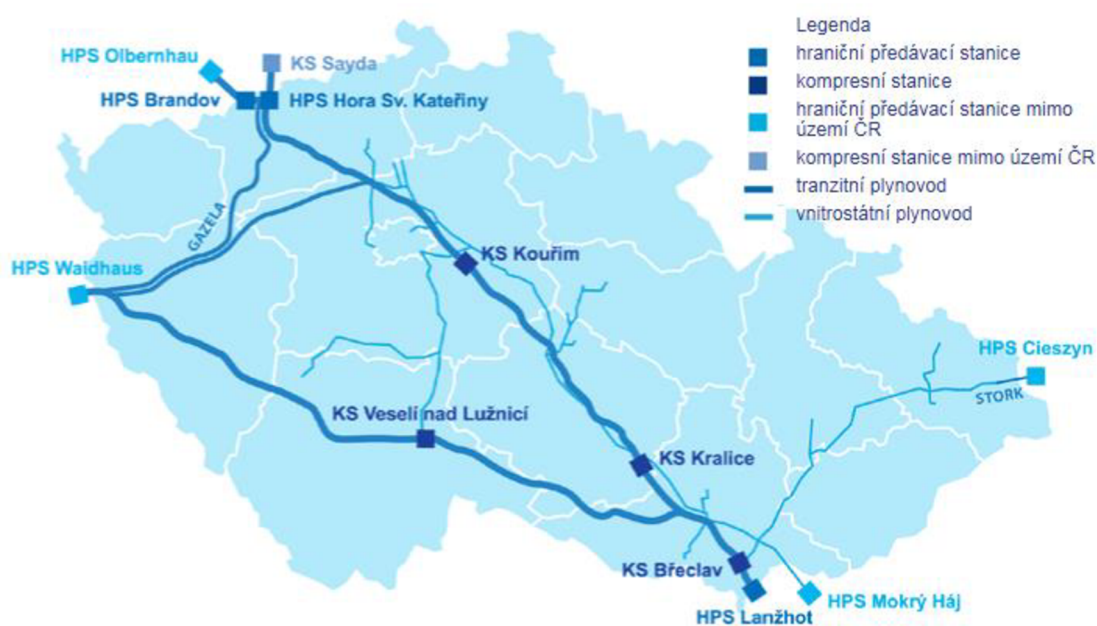 Legenda
hraniční předávací stanice
kompresní stanice
hraniční předávací stanice mimo
území ČR
kompresní stanice mimo území ČR
tranzitní plynovod
vnitrostátní plynovod
HPS Olbernhau
KS Sayda
HPS Brandov
HPS Hora Sv. Kateřiny
GAZELA
HPS Waidhaus
KS Kouřim
HPS Cieszyn
STORK
KS Veselí nad Lužnicí
KS Kralice
KS Břeclav
HPS Lanžhot
HPS Mokrý Háj